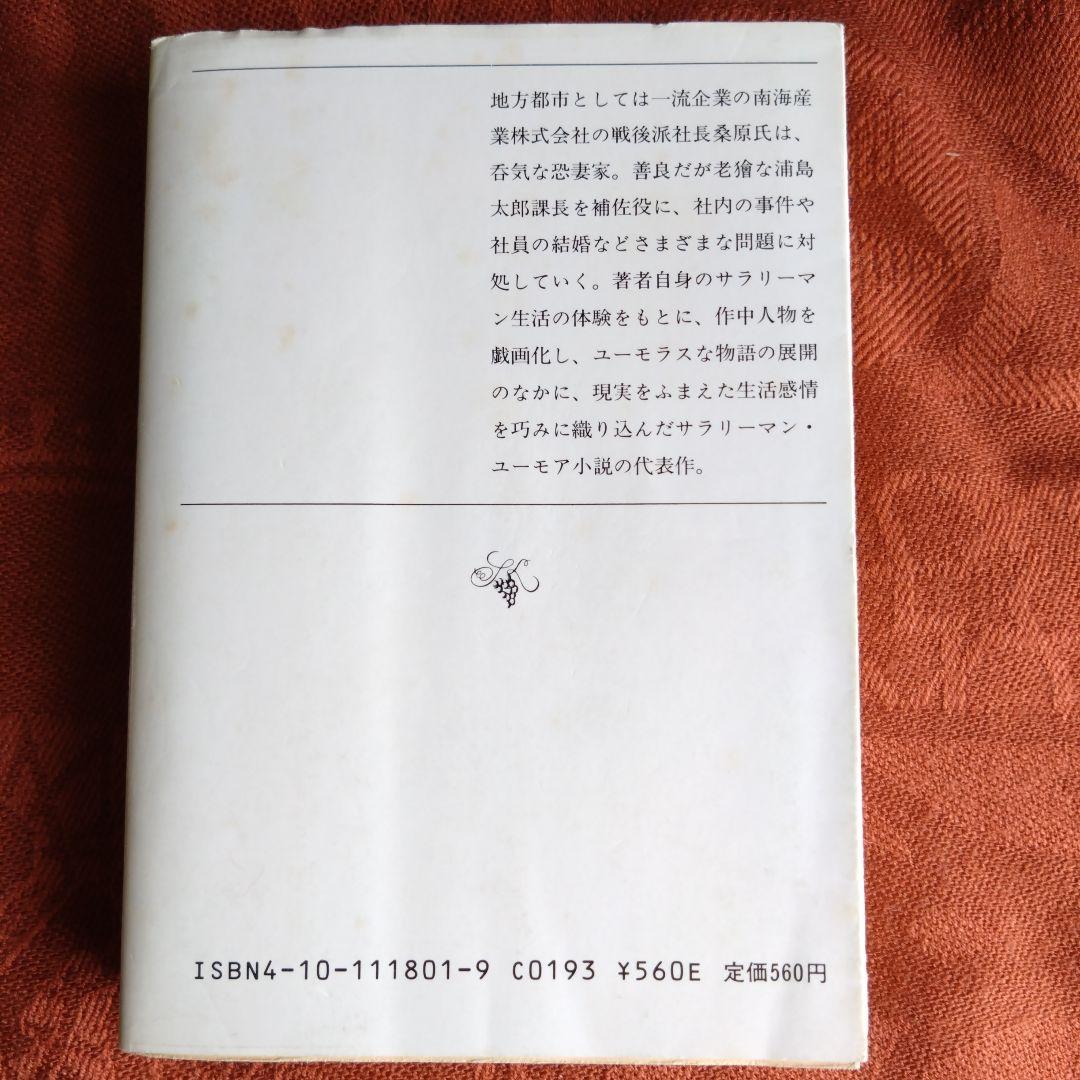 地方都市としては一流企業の南海産
業株式会社の戦後派社長桑原氏は、
呑気な恐妻家。善良だが老獪な浦島
太郎課長を補佐役に、社内の事件や
社員の結婚などさまざまな問題に対
処していく。著者自身のサラリーマ
ン生活の体験をもとに、作中人物を
戯画化し、ユーモラスな物語の展開
のなかに、現実をふまえた生活感情
を巧みに織り込んだサラリーマン・
ユーモア小説の代表作。
SK
ISBN4-10-111801-9 C0193 ¥560E 定価560円